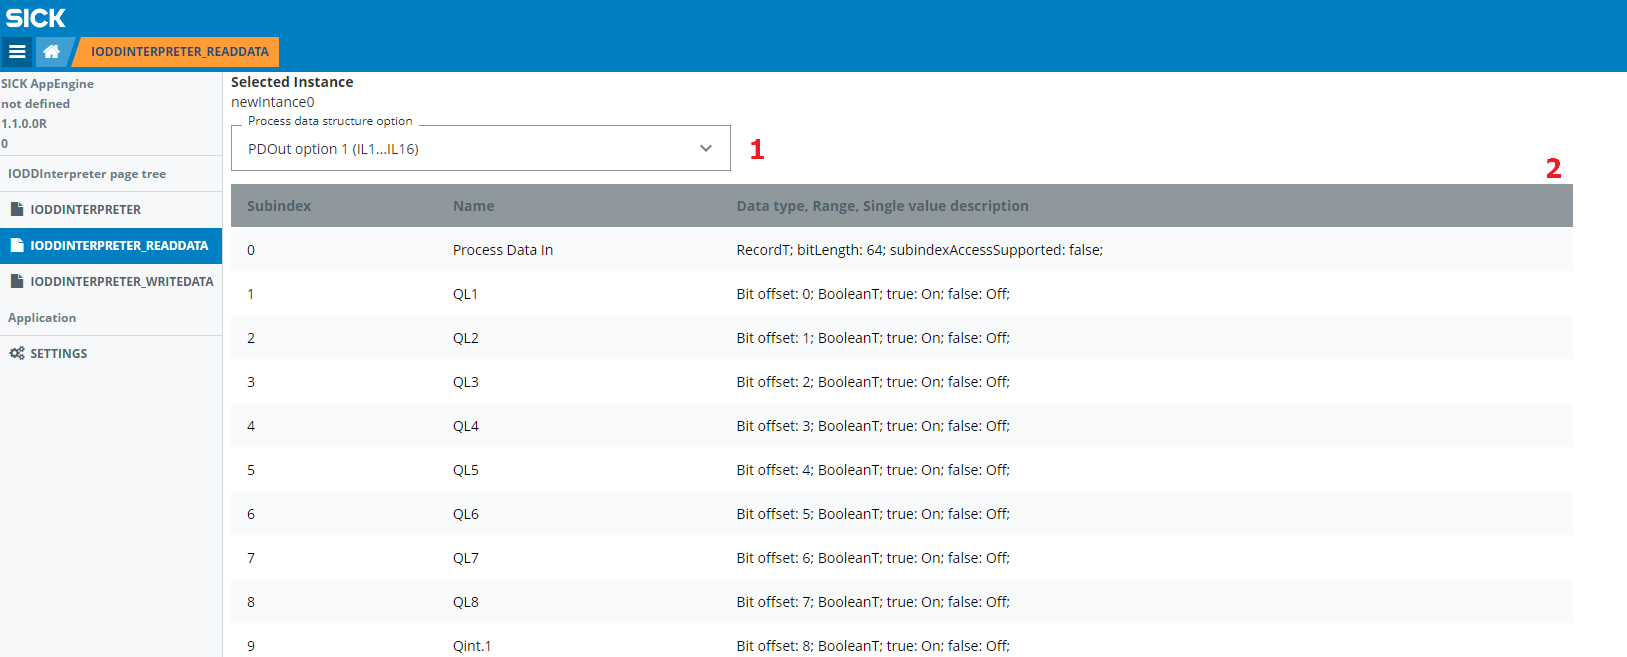 SICK
IODDINTERPRETER_READDATA
SICK AppEngine
not defined
1.1.0.0R
0
IODDInterpreter page tree
IODDINTERPRETER
IODDINTERPRETER_READDATA
IODDINTERPRETER_WRITEDATA
Application
SETTINGS
Selected Instance
newIntance0
Process data structure option
PDOut option 1 (IL1...IL16)
1
2
Subindex Name Data type, Range, Single value description
0 Process Data In RecordT; bitLength: 64; subindexAccessSupported: false;
1 QL1 Bit offset: 0; BooleanT; true: On; false: Off;
2 QL2 Bit offset: 1; BooleanT; true: On; false: Off;
3 QL3 Bit offset: 2; BooleanT; true: On; false: Off;
4 QL4 Bit offset: 3; BooleanT; true: On; false: Off;
5 QL5 Bit offset: 4; BooleanT; true: On; false: Off;
6 QL6 Bit offset: 5; BooleanT; true: On; false: Off;
7 QL7 Bit offset: 6; BooleanT; true: On; false: Off;
8 QL8 Bit offset: 7; BooleanT; true: On; false: Off;
9 Qint.1 Bit offset: 8; BooleanT; true: On; false: Off;